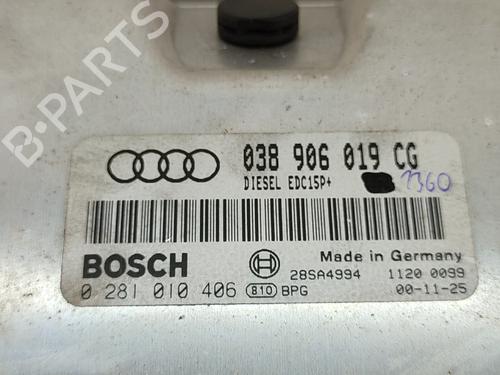 B-PARTS
038 906 019 CG
DIESEL EDC15P+
1360
BOSCH
Made in Germany
28SA4994 1120 0099
0 281 010 406 810 BPG 00-11-25